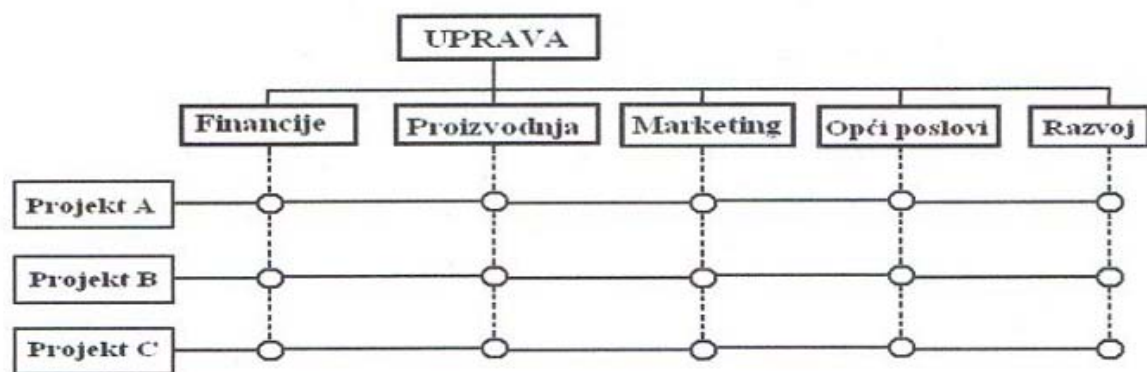 UPRAVA
Financije
Proizvodnja
Marketing
Opći poslovi
Razvoj
Projekt A
Projekt B
Projekt C